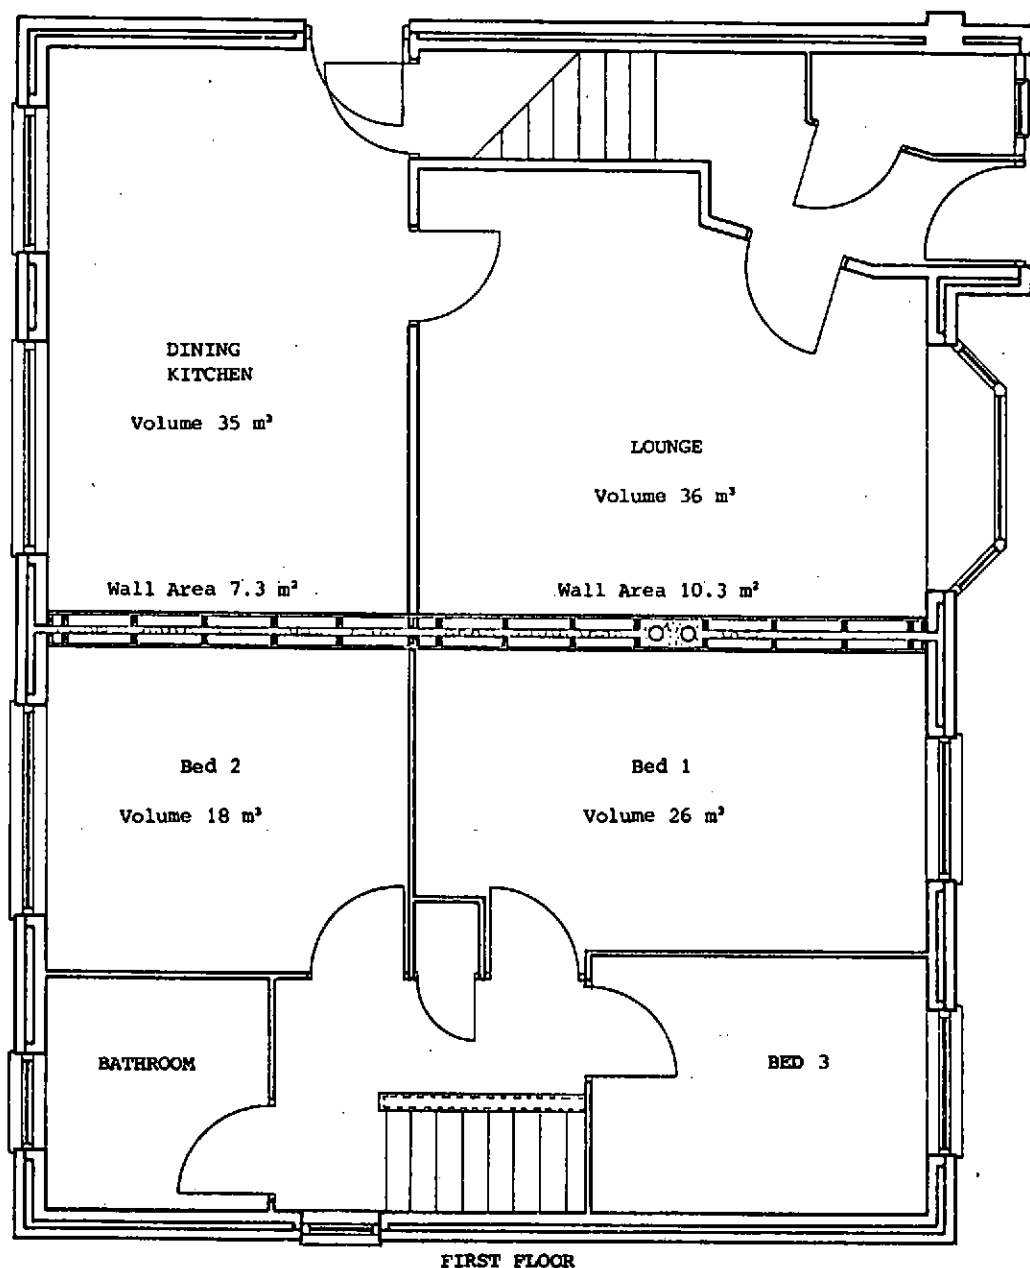 DINING
KITCHEN
Volume 35 m³
LOUNGE
Volume 36 m³
Wall Area 7.3 m²
Wall Area 10.3 m²
Bed 2
Volume 18 m³
Bed 1
Volume 26 m³
BATHROOM
BED 3
FIRST FLOOR